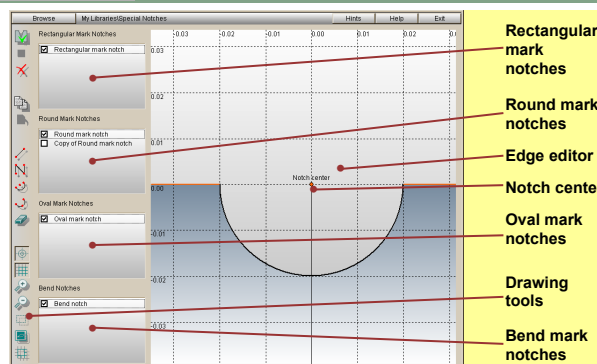 Browse
My Libraries\Special Notches
Hints
Help
Exit
Rectangular Mark Notches
Rectangular mark notch
Round Mark Notches
Round mark notch
Copy of Round mark notch
Oval Mark Notches
Oval mark notch
Bend Notches
Bend notch
-0.03
-0.02
-0.01
0.00
0.01
0.02
0.03
0.02
0.01
0.00
-0.01
-0.02
-0.03
Notch center
Rectangular
mark
notches
Round mark
notches
Edge editor
Notch cente
Oval mark
notches
Drawing
tools
Bend mark
notches